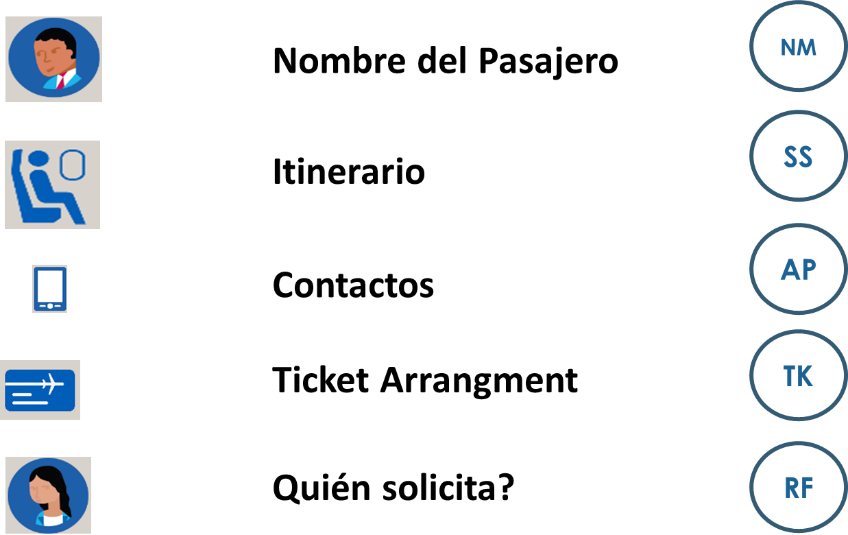 Nombre del Pasajero NM
Itinerario SS
Contactos AP
Ticket Arrangment TK
Quién solicita? RF